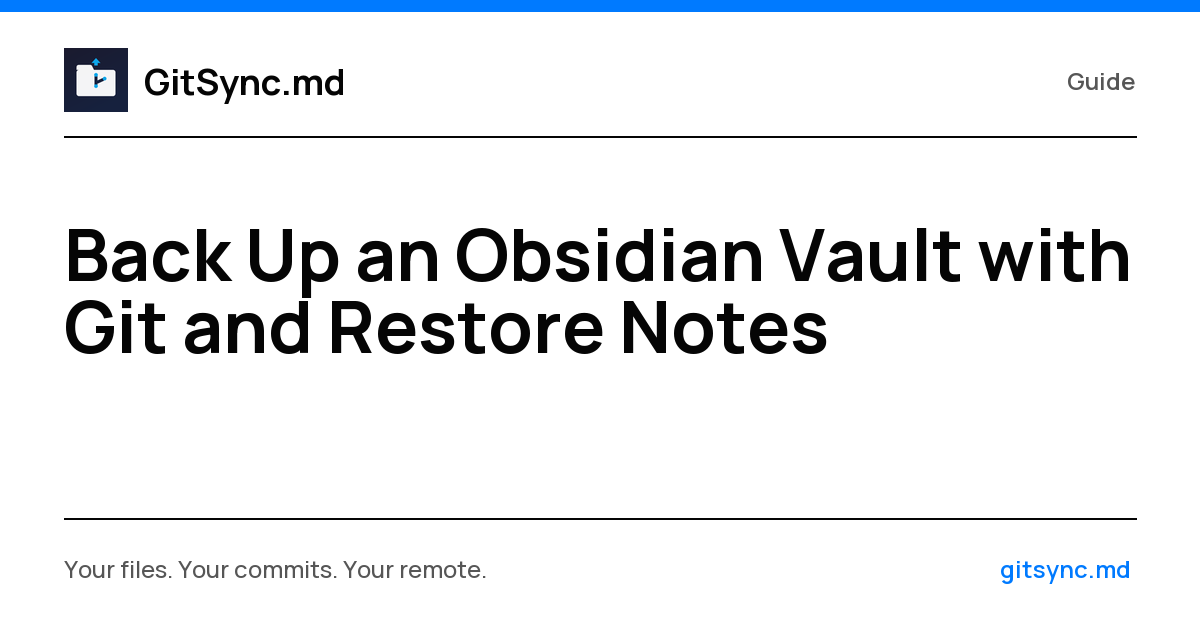 GitSync.md
Guide
Back Up an Obsidian Vault with
Git and Restore Notes
Your files. Your commits. Your remote.
gitsync.md